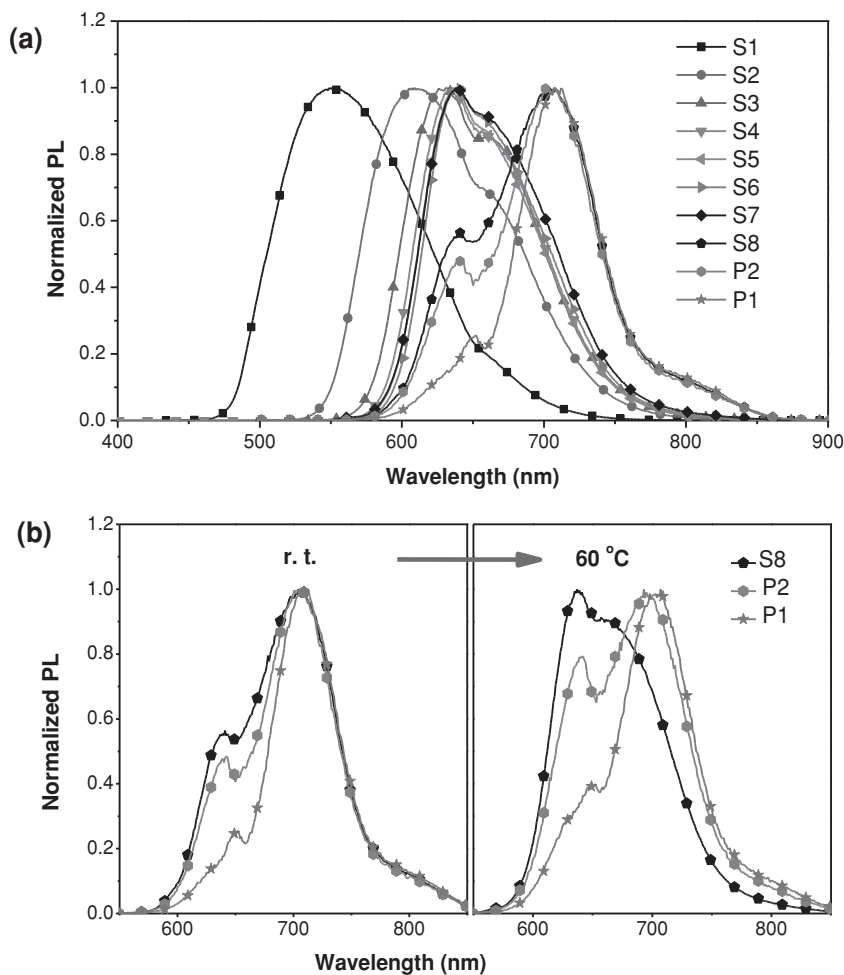 (a)
1.2
1.0
0.8
0.6
0.4
0.2
0.0
Normalized PL
S1
S2
S3
S4
S5
S6
S7
S8
P2
P1
400 500 600 700 800 900
Wavelength (nm)
(b)
1.2
1.0
0.8
0.6
0.4
0.2
0.0
Normalized PL
r. t.
60 °C
S8
P2
P1
600 700 800 600 700 800
Wavelength (nm)